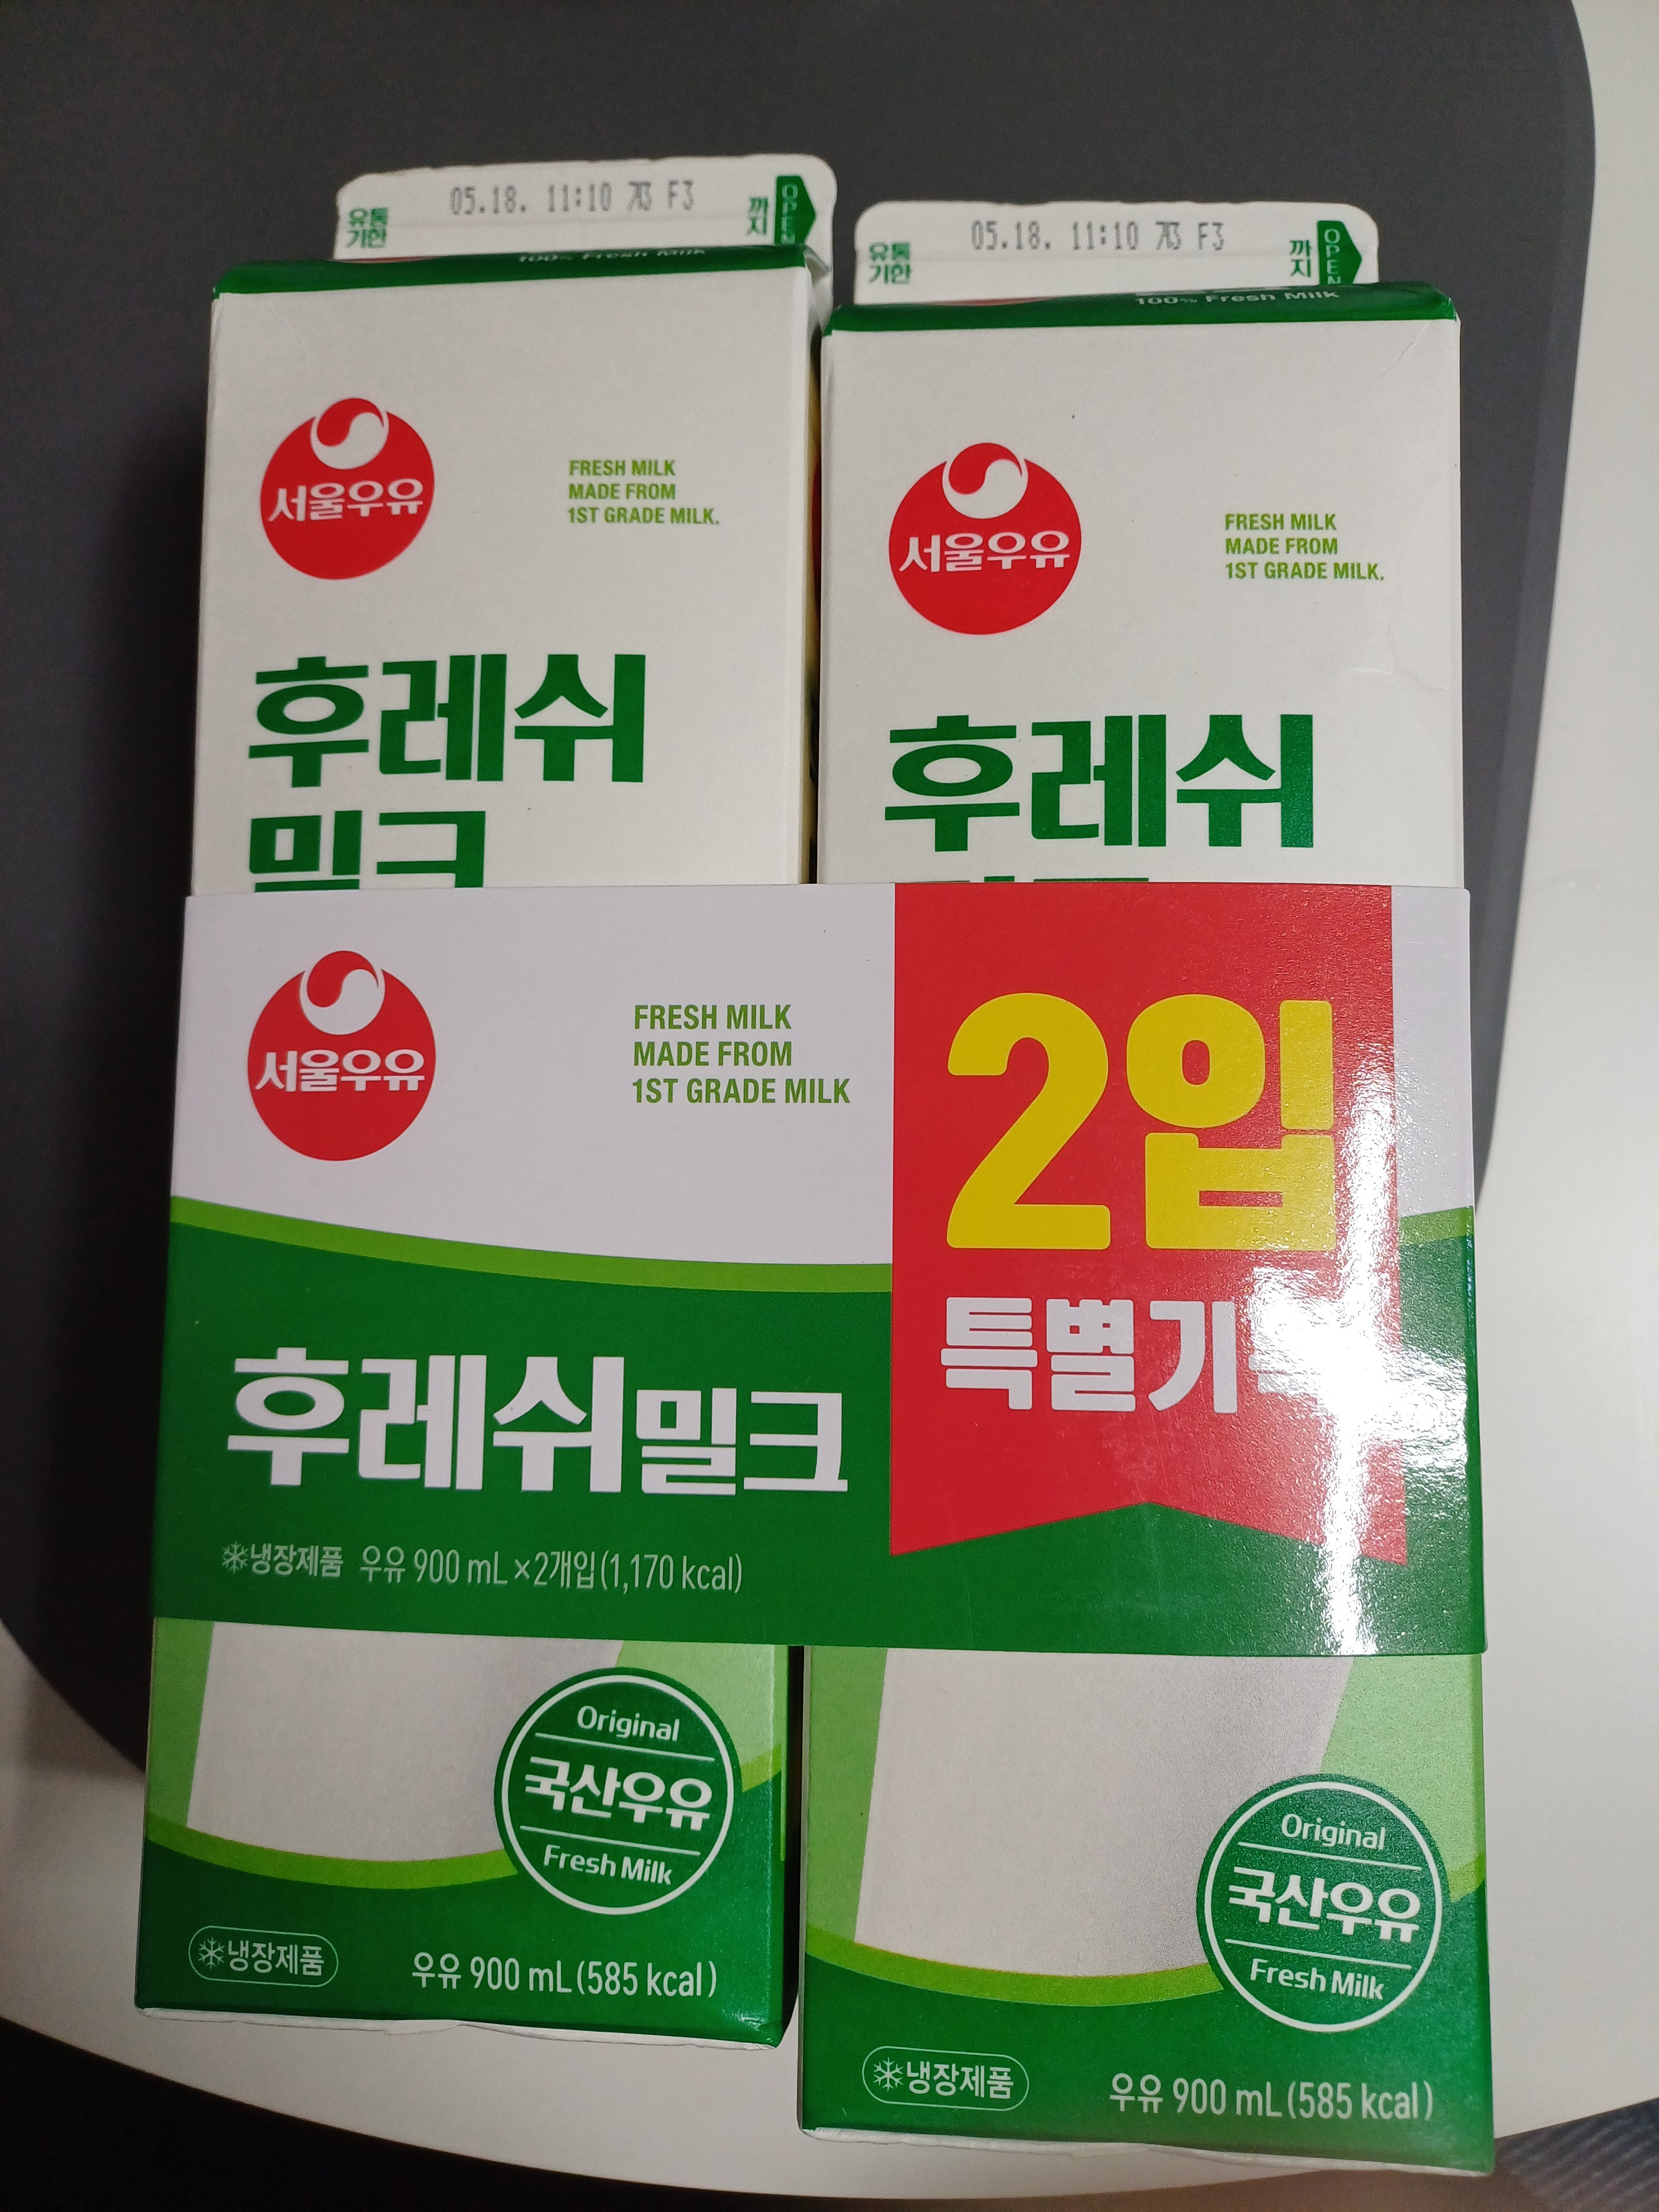 05.18. 11:10 F3
유통
기한
까지
OPEN
100% Fresh Milk
서울우유
FRESH MILK
MADE FROM
1ST GRADE MILK.
후레쉬
밀크
05.18. 11:10 F3
유통
기한
까지
OPEN
100% Fresh Milk
서울우유
FRESH MILK
MADE FROM
1ST GRADE MILK.
후레쉬
서울우유
FRESH MILK
MADE FROM
1ST GRADE MILK
2입
후레쉬밀크
냉장제품 우유 900 mL×2개입(1,170 kcal)
Original
국산우유
Fresh Milk
냉장제품
우유 900 mL(585 kcal)
Original
국산우유
Fresh Milk
냉장제품
우유 900 mL(585 kcal)